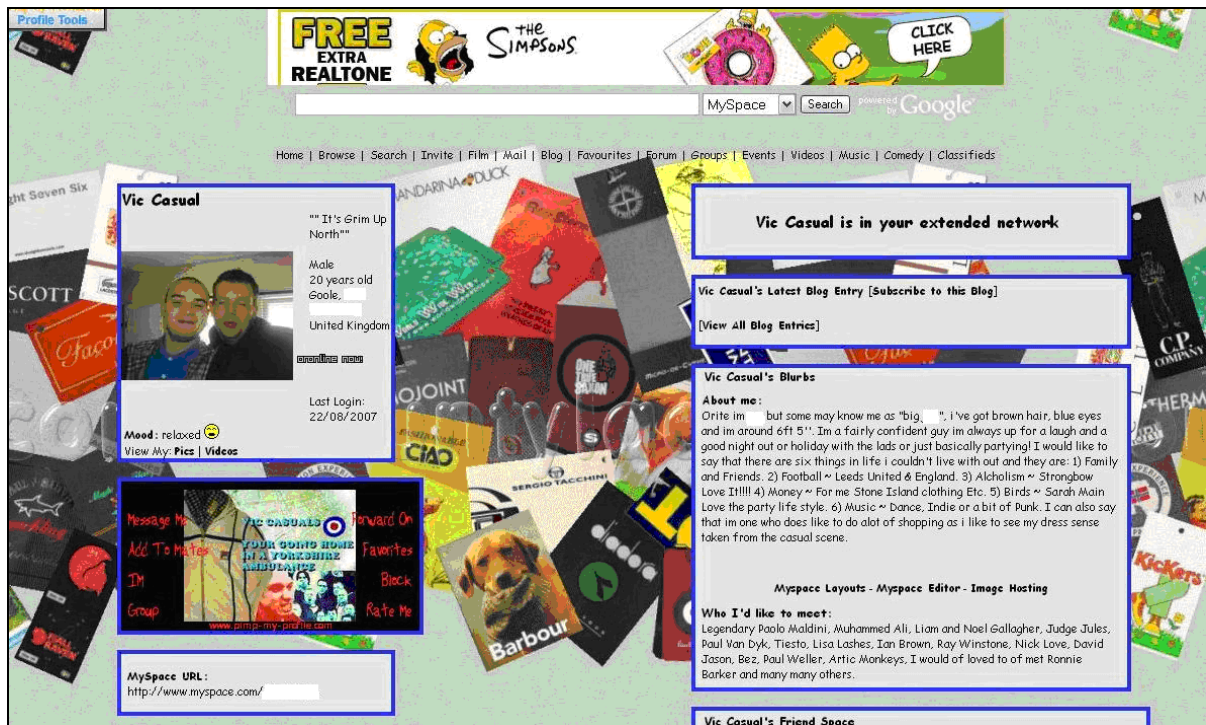 Profile Tools
FREE
EXTRA
REALTONE
THE
SIMPSONS
CLICK
HERE
MySpace
Search
powered by Google
Home | Browse | Search | Invite | Film | Mail | Blog | Favourites | Forum | Groups | Events | Videos | Music | Comedy | Classifieds
Vic Casual
"" It's Grim Up
North""
Male
20 years old
Goole,
United Kingdom
online now
Last Login:
22/08/2007
Mood: relaxed
View My: Pics | Videos
Message Me
Add To Mates
IM
Group
VIC CASUALS
YOUR GOING HOME
IN A YORKSHIRE
AMBULANCE
Forward On
Favorites
Block
Rate Me
www.pimp-my-profile.com
MySpace URL:
http://www.myspace.com/
Vic Casual is in your extended network
Vic Casual's Latest Blog Entry [Subscribe to this Blog]
[View All Blog Entries]
Vic Casual's Blurbs
About me:
Orite im but some may know me as "big ", i've got brown hair, blue eyes
and im around 6ft 5''. Im a fairly confident guy im always up for a laugh and a
good night out or holiday with the lads or just basically partying! I would like to
say that there are six things in life i couldn't live with out and they are: 1) Family
and Friends. 2) Football ~ Leeds United & England. 3) Alcholism ~ Strongbow
Love It!!!! 4) Money ~ For me Stone Island clothing Etc. 5) Birds ~ Sarah Main
Love the party life style. 6) Music ~ Dance, Indie or a bit of Punk. I can also say
that im one who does like to do alot of shopping as i like to see my dress sense
taken from the casual scene.
Myspace Layouts - Myspace Editor - Image Hosting
Who I'd like to meet:
Legendary Paolo Maldini, Muhammed Ali, Liam and Noel Gallagher, Judge Jules,
Paul Van Dyk, Tiesto, Lisa Lashes, Ian Brown, Ray Winstone, Nick Love, David
Jason, Bez, Paul Weller, Artic Monkeys, I would of loved to of met Ronnie
Barker and many many others.
Vic Casual's Friend Space
ght Seven Six
SCOTT
MANDARINA DUCK
OJOINT
ONE
TRUE
SAXON
CIAO
SERGIO TACCHINI
diadora
Barbour
C.P.
COMPANY
THERM
KicKers